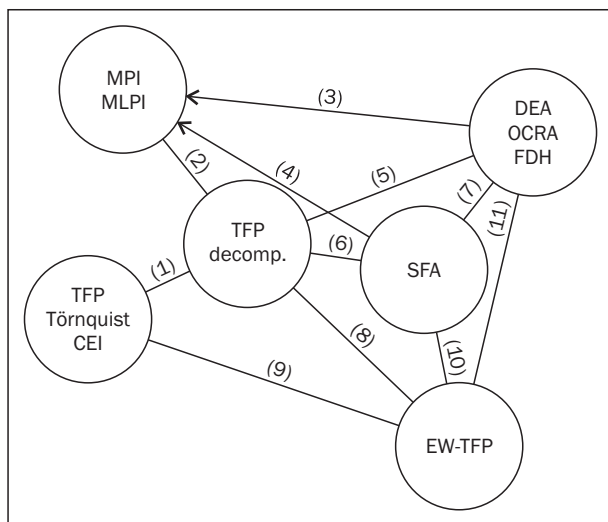 MPI
MLPI
(3)
DEA
OCRA
FDH
(2)
(4)
(5)
(7)
(11)
TFP
decomp.
(6)
SFA
(1)
TFP
Törnquist
CEI
(8)
(10)
(9)
EW-TFP